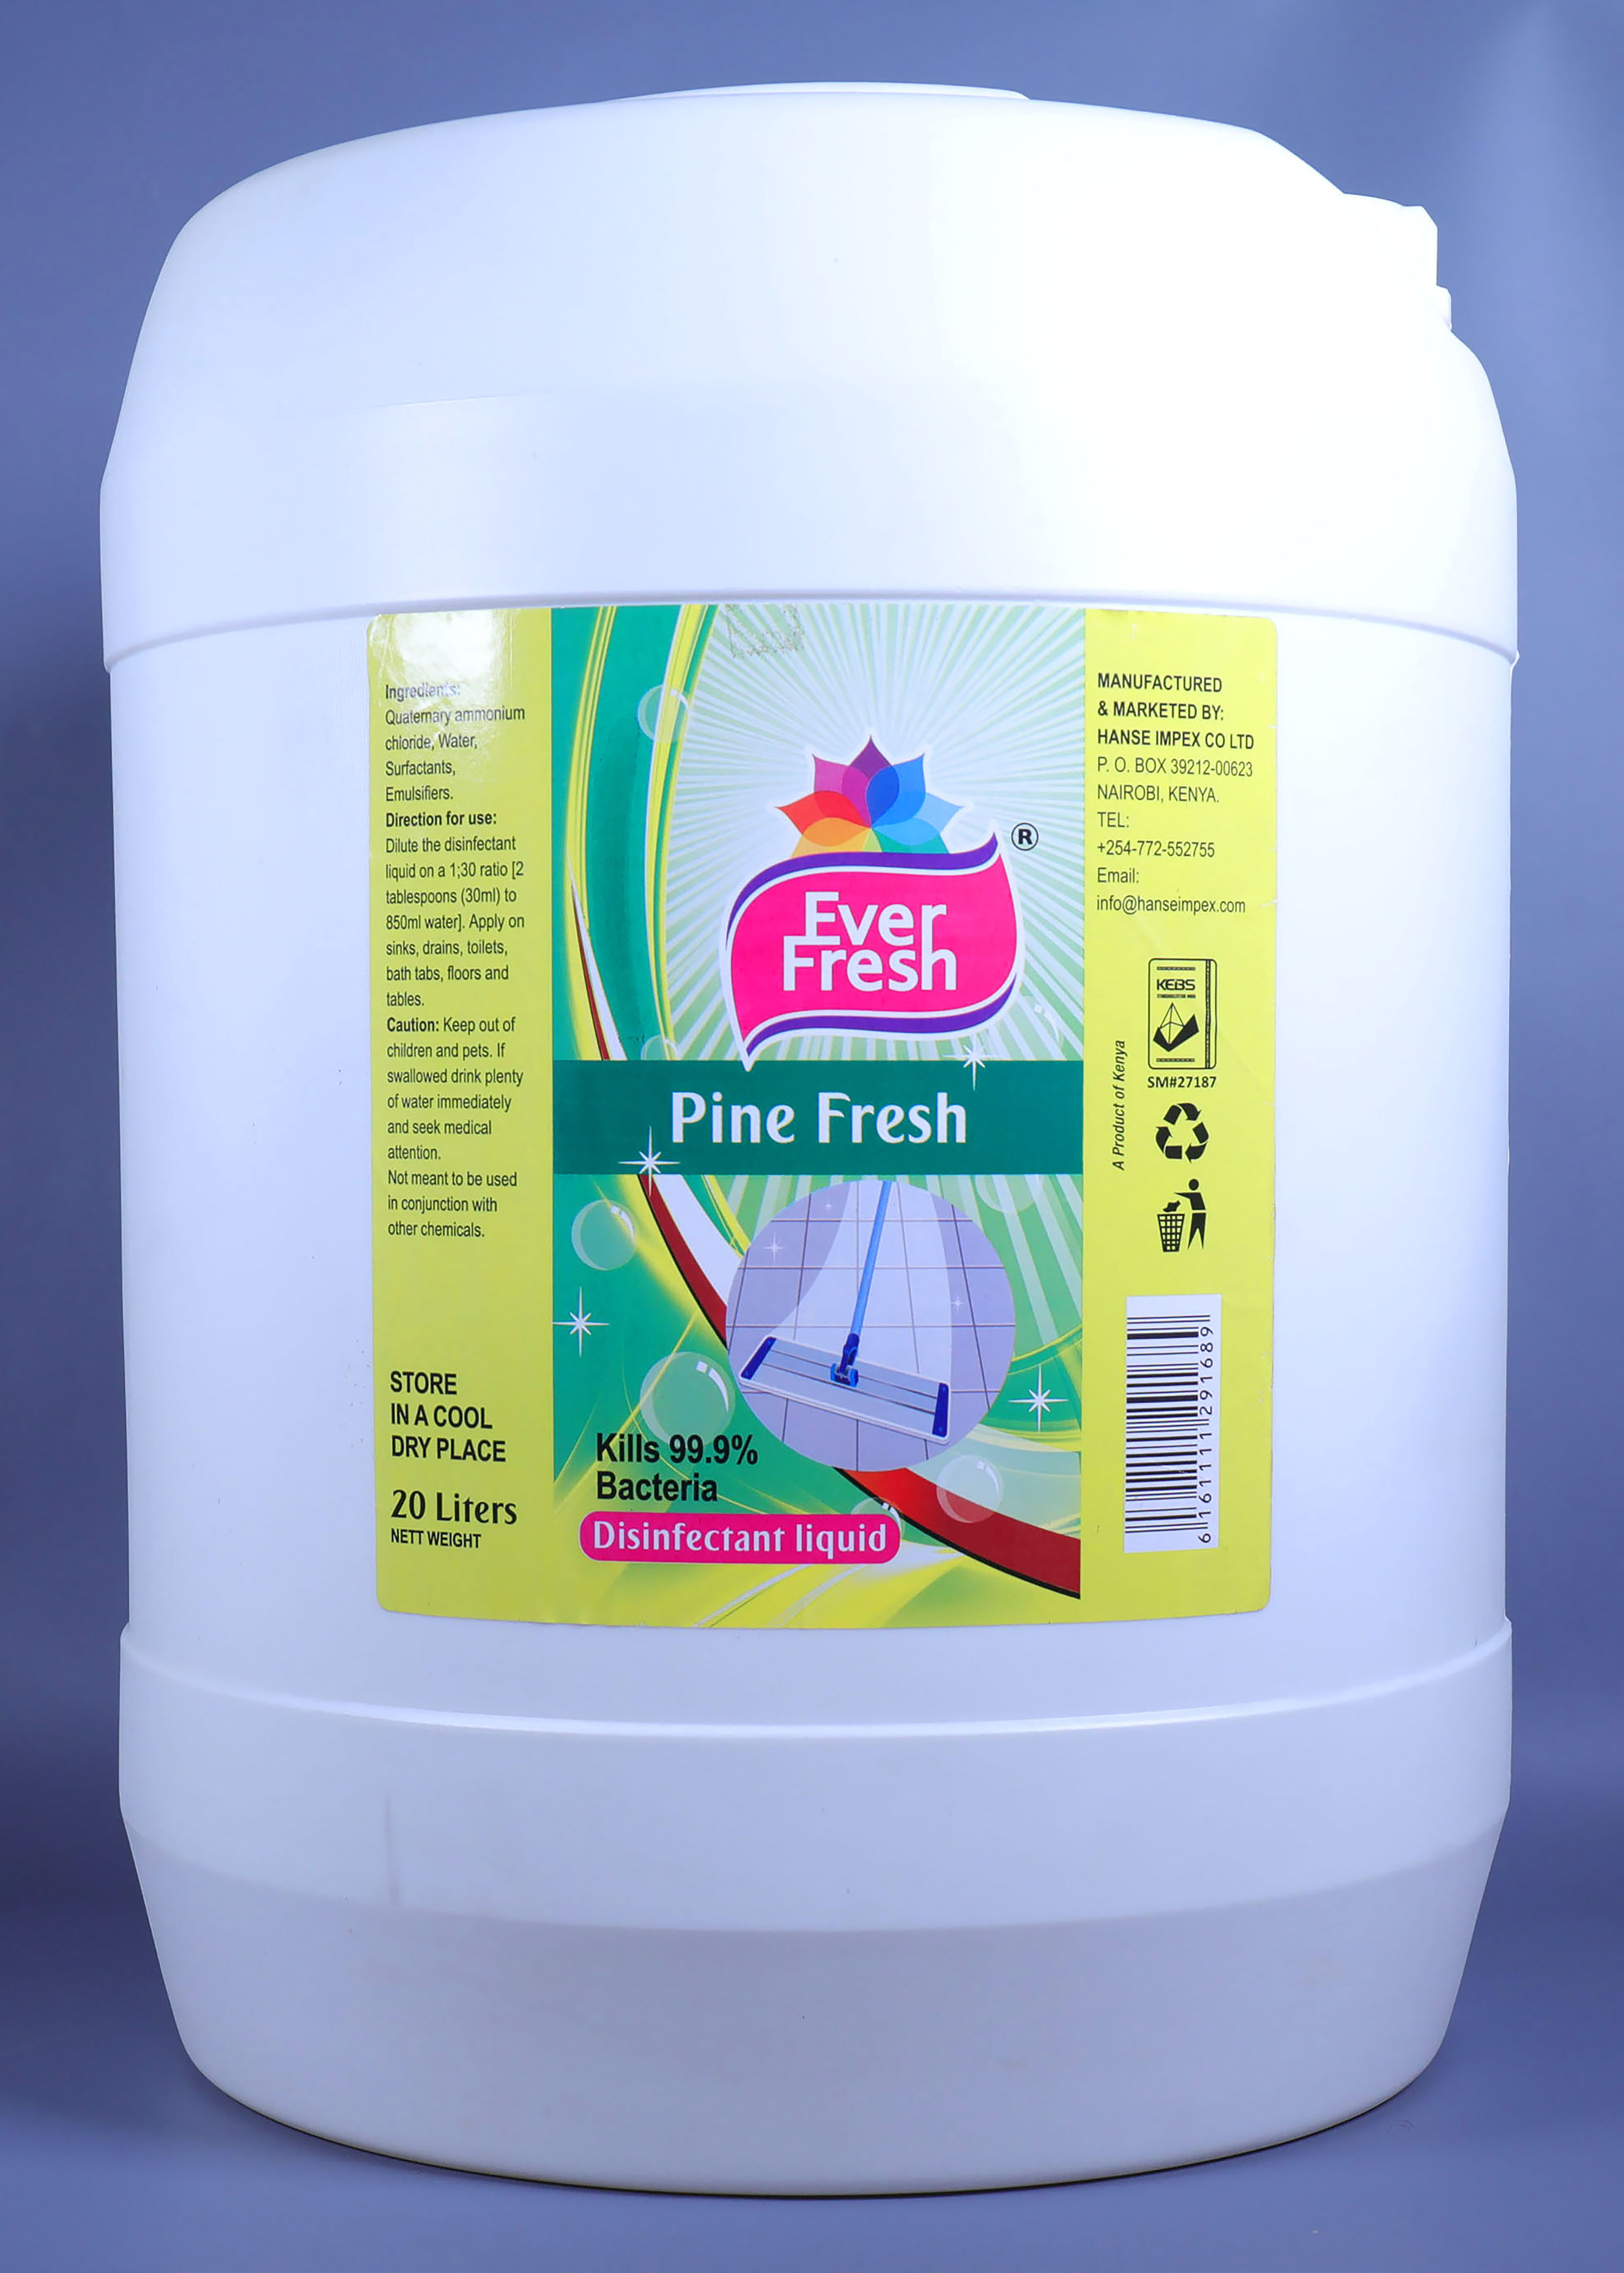 Ingredients:
Quaternary ammonium
chloride, Water,
Surfactants,
Emulsifiers.
Direction for use:
Dilute the disinfectant
liquid on a 1;30 ratio [2
tablespoons (30ml) to
850ml water]. Apply on
sinks, drains, toilets,
bath tabs, floors and
tables.
Caution: Keep out of
children and pets. If
swallowed drink plenty
of water immediately
and seek medical
attention.
Not meant to be used
in conjunction with
other chemicals.
STORE
IN A COOL
DRY PLACE
20 Liters
NETT WEIGHT
®
Ever
Fresh
Pine Fresh
Kills 99.9%
Bacteria
Disinfectant liquid
MANUFACTURED
& MARKETED BY:
HANSE IMPEX CO LTD
P. O. BOX 39212-00623
NAIROBI, KENYA.
TEL:
+254-772-552755
Email:
info@hanseimpex.com
KEBS
SM#27187
A Product of Kenya
6161111291689